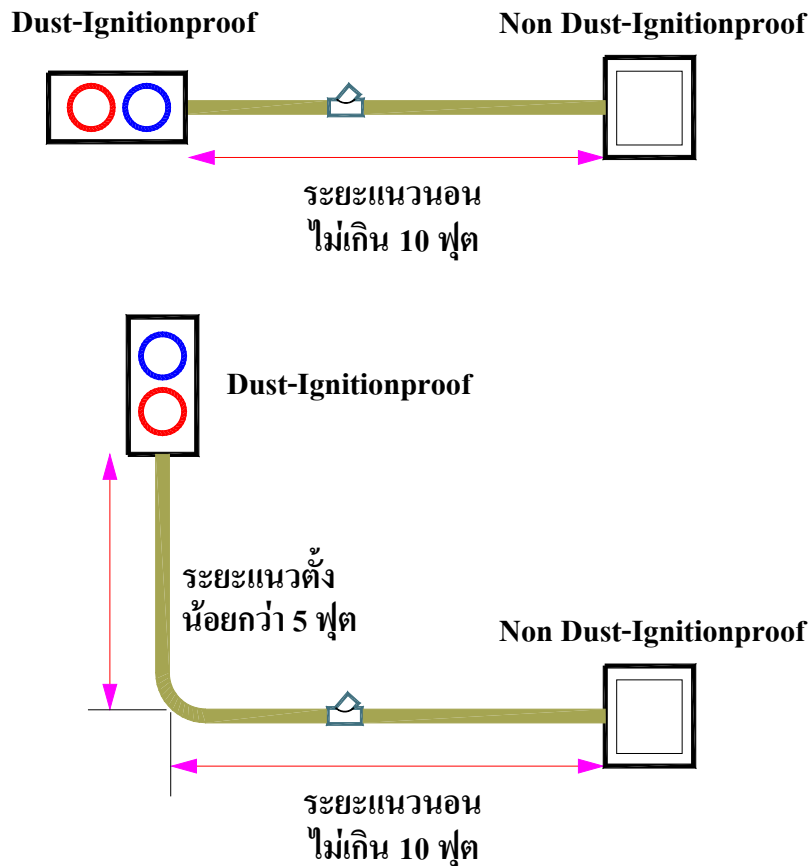 Dust-Ignitionproof
Non Dust-Ignitionproof
ระยะแนวนอน
ไม่เกิน 10 ฟุต
Dust-Ignitionproof
ระยะแนวตั้ง
น้อยกว่า 5 ฟุต
Non Dust-Ignitionproof
ระยะแนวนอน
ไม่เกิน 10 ฟุต